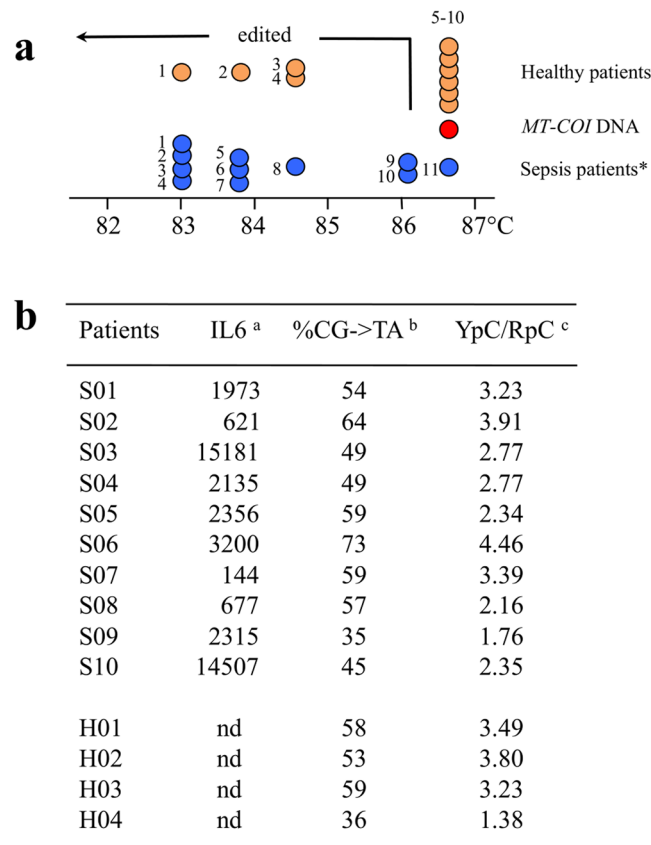 a
edited
5-10
1 2 3 4
Healthy patients
MT-COI DNA
1 2 3 4 5 6 7 8 9 10 11
Sepsis patients*
82 83 84 85 86 87°C
b
Patients IL6 a %CG->TA b YpC/RpC c
S01 1973 54 3.23
S02 621 64 3.91
S03 15181 49 2.77
S04 2135 49 2.77
S05 2356 59 2.34
S06 3200 73 4.46
S07 144 59 3.39
S08 677 57 2.16
S09 2315 35 1.76
S10 14507 45 2.35
H01 nd 58 3.49
H02 nd 53 3.80
H03 nd 59 3.23
H04 nd 36 1.38